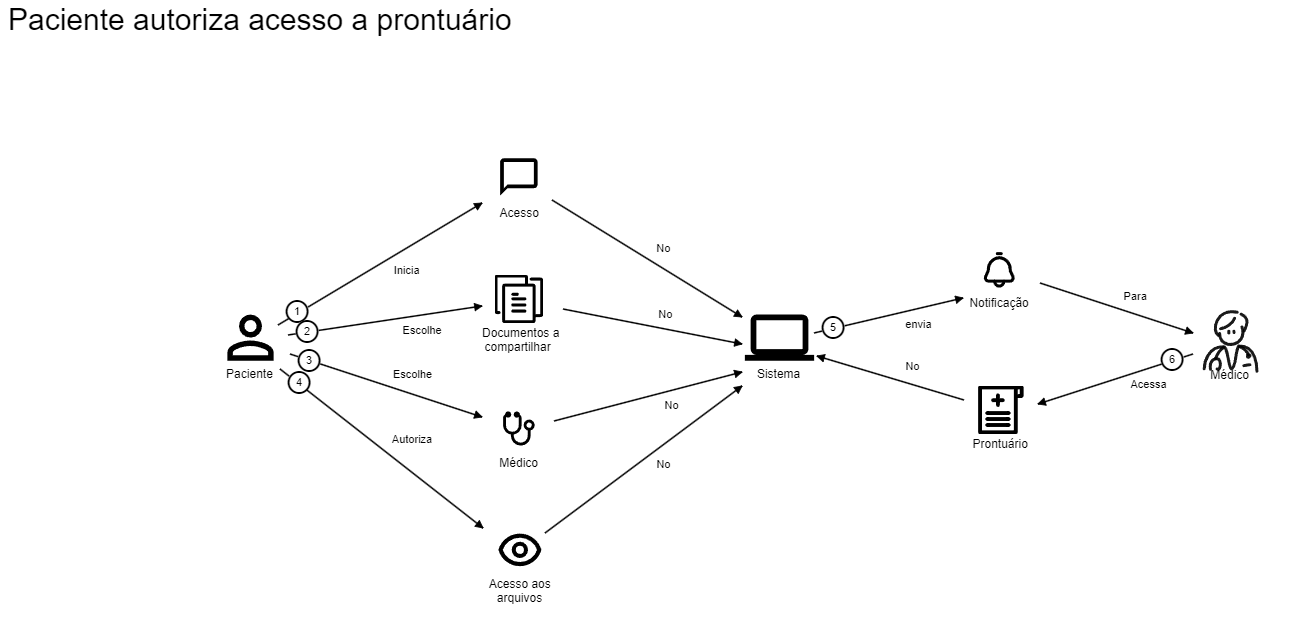 Paciente autoriza acesso a prontuário
Acesso
No
Inicia
1
2
Escolhe
Documentos a
compartilhar
No
Notificação
Para
5
envia
Paciente
3
4
Escolhe
Sistema
No
6
Médico
Acessa
No
Autoriza
Médico
No
Prontuário
Acesso aos
arquivos